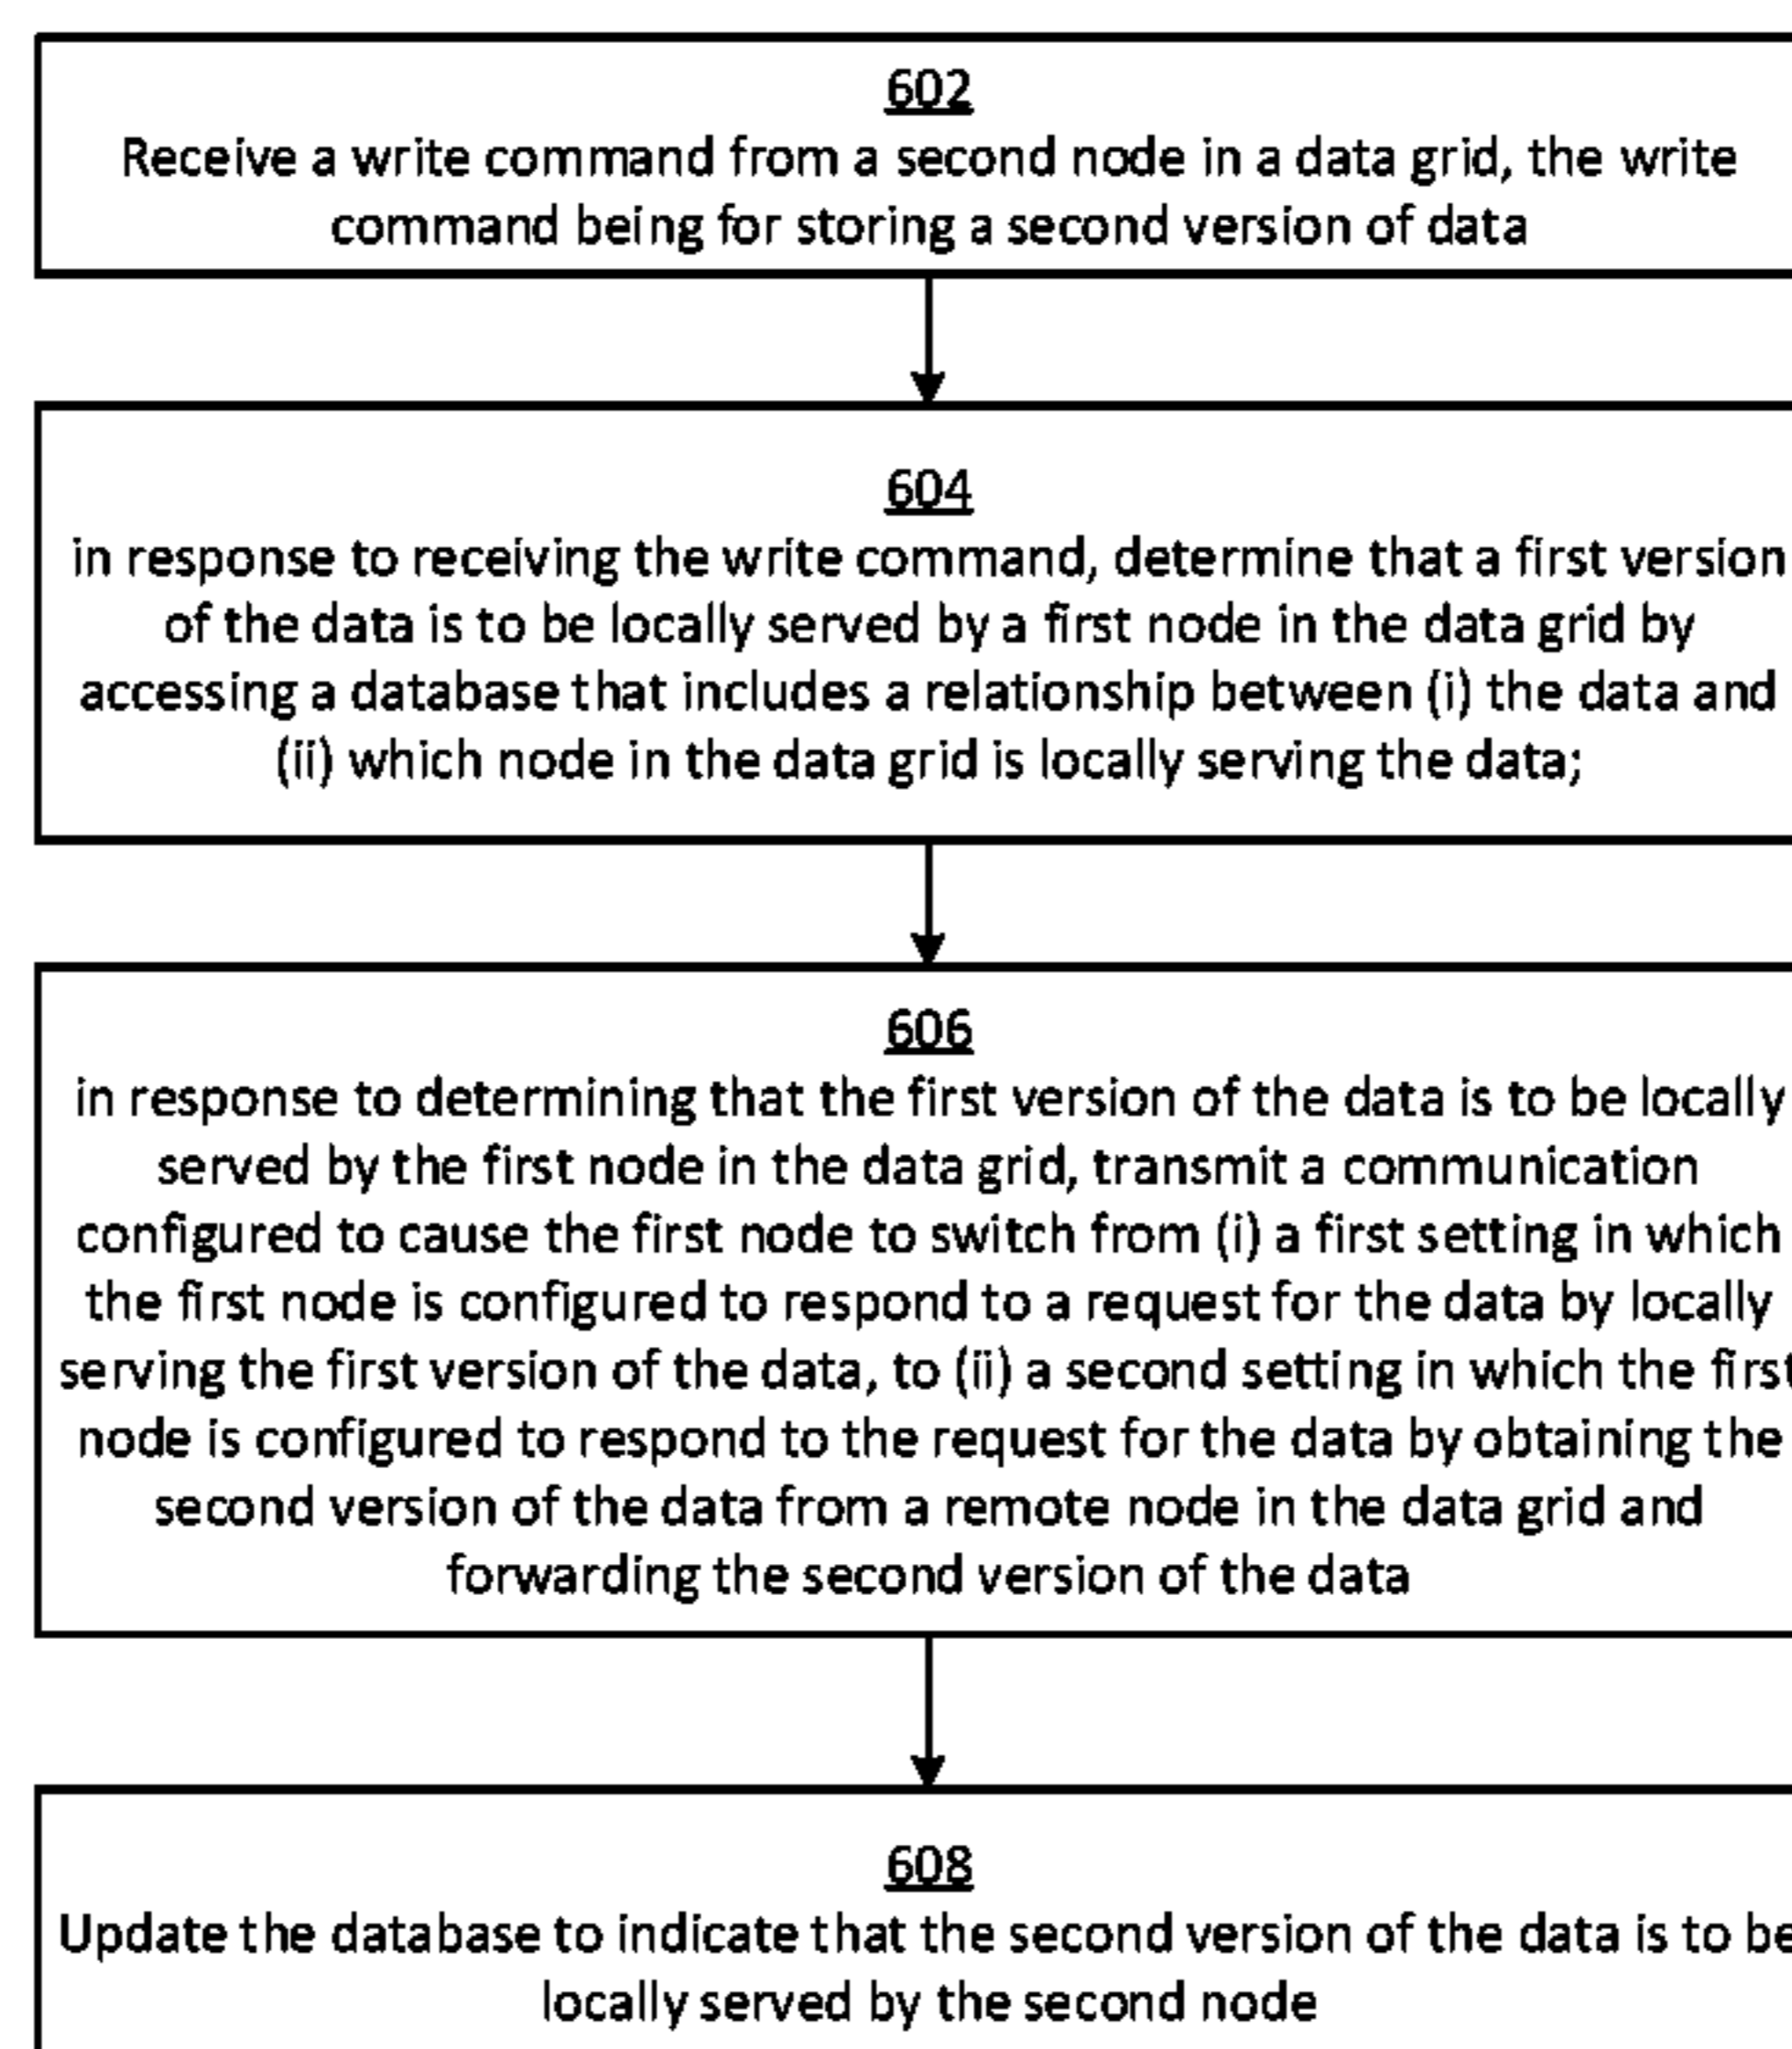 602
Receive a write command from a second node in a data grid, the write
command being for storing a second version of data
604
in response to receiving the write command, determine that a first version
of the data is to be locally served by a first node in the data grid by
accessing a database that includes a relationship between (i) the data and
(ii) which node in the data grid is locally serving the data;
606
in response to determining that the first version of the data is to be locally
served by the first node in the data grid, transmit a communication
configured to cause the first node to switch from (i) a first setting in which
the first node is configured to respond to a request for the data by locally
serving the first version of the data, to (ii) a second setting in which the first
node is configured to respond to the request for the data by obtaining the
second version of the data from a remote node in the data grid and
forwarding the second version of the data
608
Update the database to indicate that the second version of the data is to be
locally served by the second node